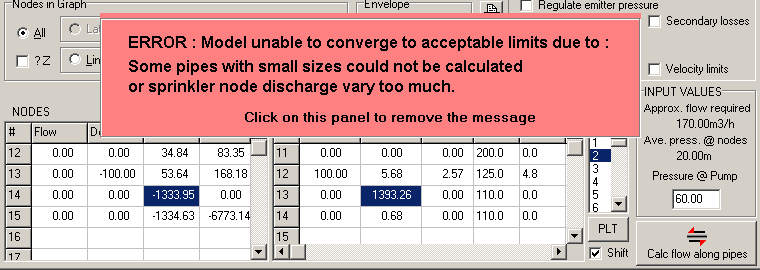 Nodes in Graph
Envelope
Regulate emitter pressure
All
Secondary losses
? Z
Velocity limits
ERROR : Model unable to converge to acceptable limits due to :
Some pipes with small sizes could not be calculated
or sprinkler node discharge vary too much.
Click on this panel to remove the message
INPUT VALUES
Approx. flow required
170.00m3/h
Ave. press. @ nodes
20.00m
Pressure @ Pump
60.00
Calc flow along pipes
NODES
# Flow
12 0.00 0.00 34.84 83.35
13 0.00 -100.00 53.64 168.18
14 0.00 0.00 -1333.95 0.00
15 0.00 0.00 -1334.63 -6773.14
16
17
11 0.00 0.00 0.00 200.0 0.0
12 100.00 5.68 2.57 125.0 4.8
13 0.00 1393.26 0.00 110.0 0.0
14 0.00 0.68 0.00 110.0 0.0
15
1
2
3
4
5
6
PLT
Shift